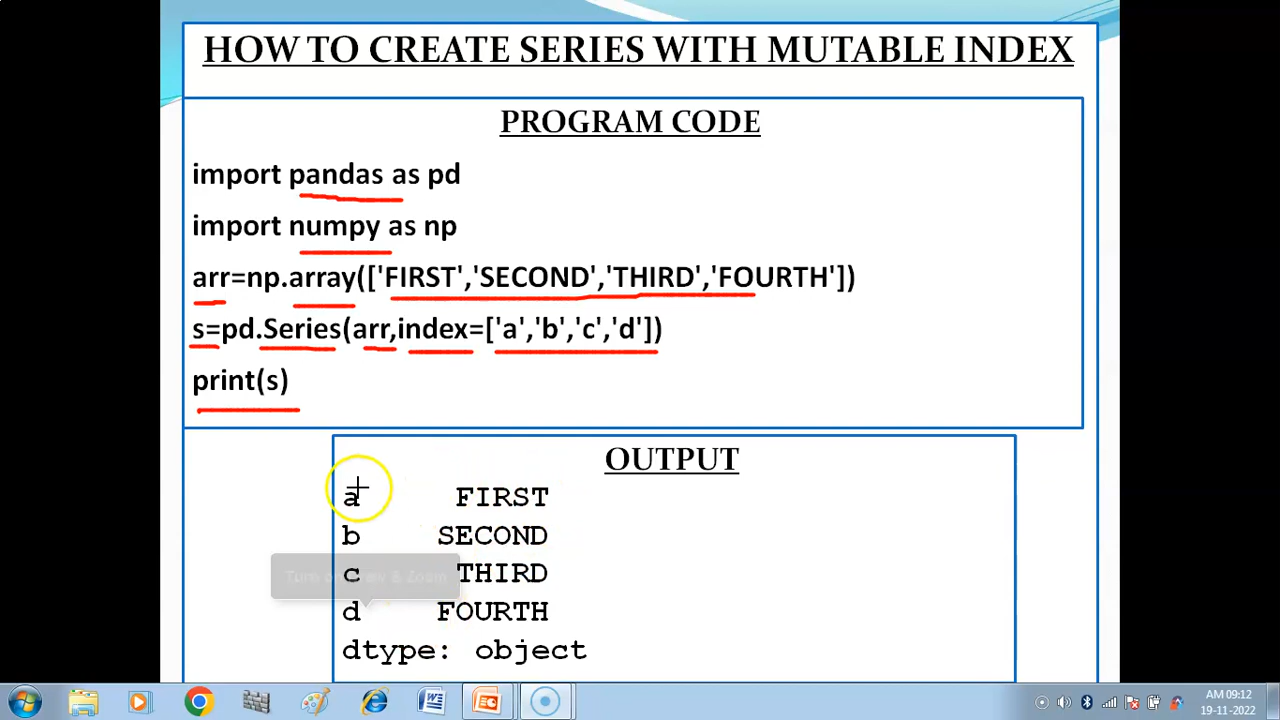 HOW TO CREATE SERIES WITH MUTABLE INDEX
PROGRAM CODE
import pandas as pd
import numpy as np
arr=np.array(['FIRST','SECOND','THIRD','FOURTH'])
s=pd.Series(arr,index=['a','b','c','d'])
print(s)
OUTPUT
a FIRST
b SECOND
c THIRD
d FOURTH
dtype: object
AM 09:12
19-11-2022